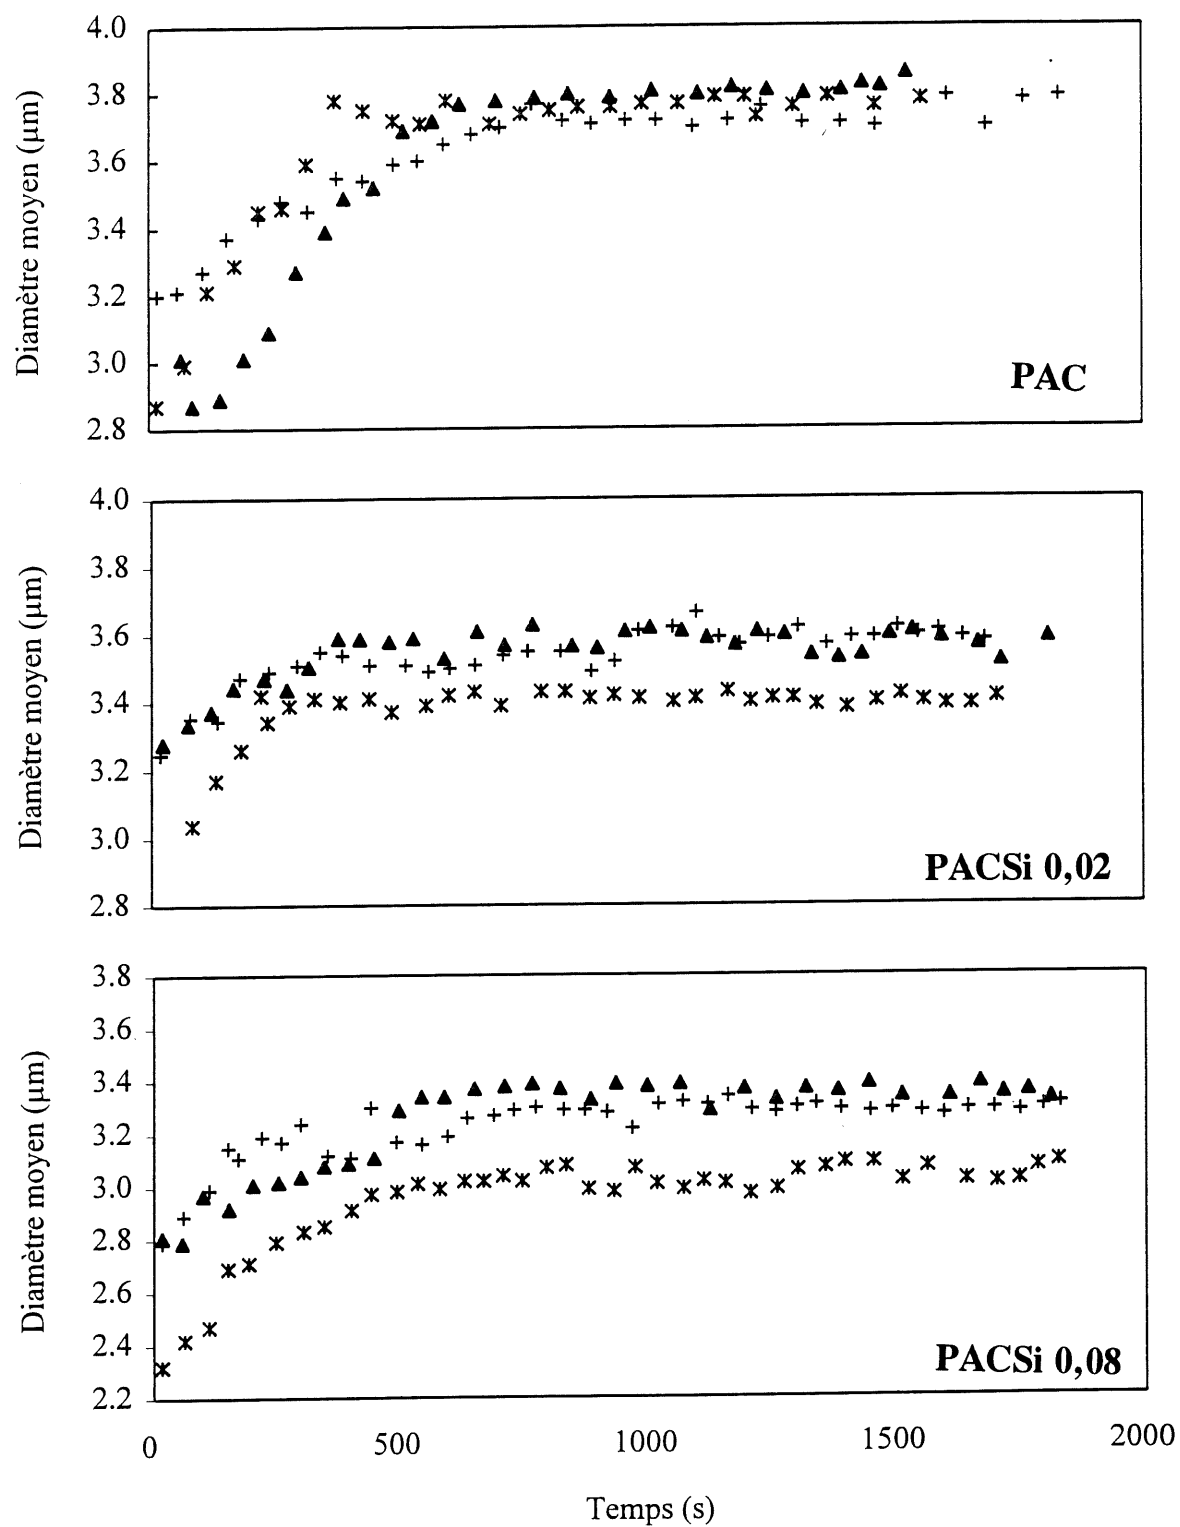 4.0
3.8
3.6
3.4
3.2
3.0
2.8
Diamètre moyen (μm)
PAC
4.0
3.8
3.6
3.4
3.2
3.0
2.8
Diamètre moyen (μm)
PACSi 0,02
3.8
3.6
3.4
3.2
3.0
2.8
2.6
2.4
2.2
Diamètre moyen (μm)
PACSi 0,08
0 500 1000 1500 2000
Temps (s)